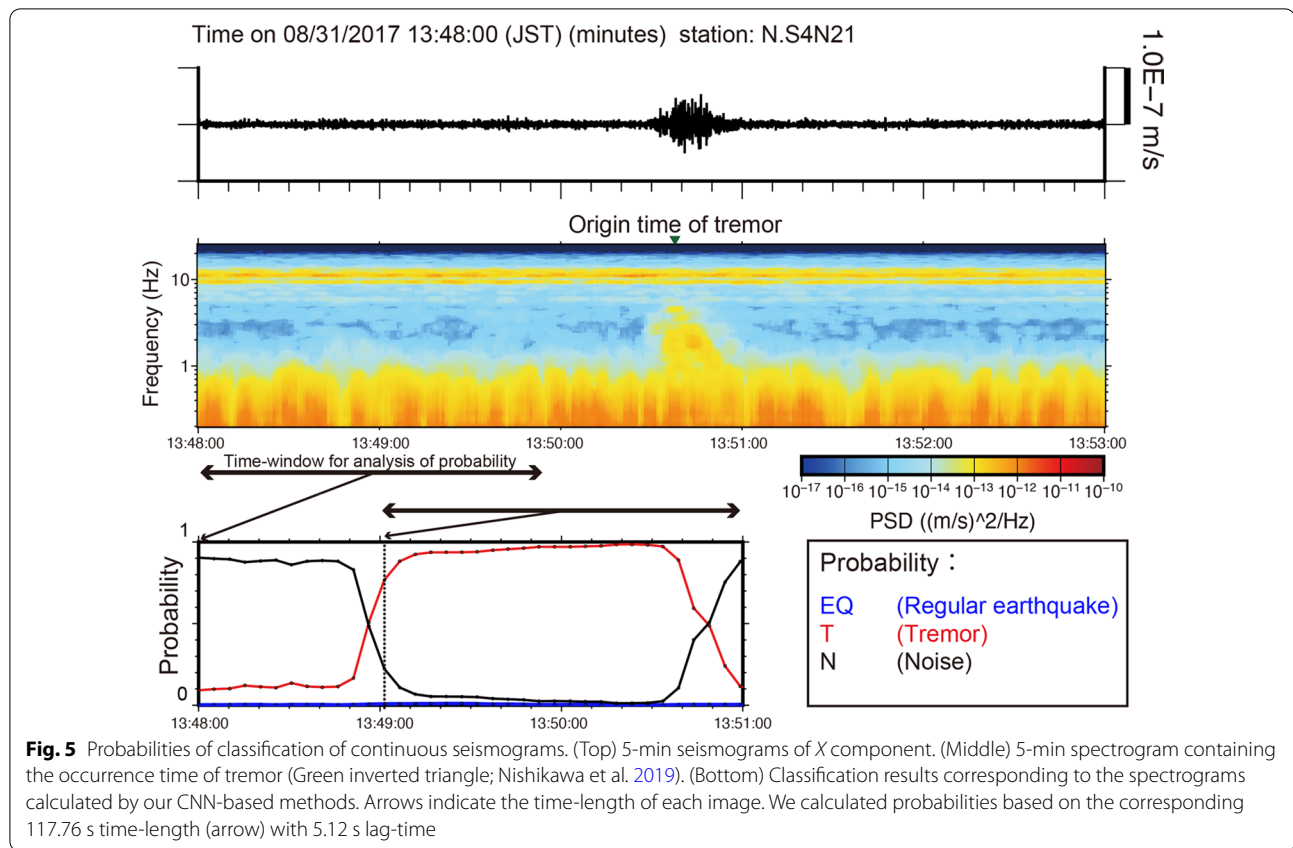 Time on 08/31/2017 13:48:00 (JST) (minutes) station: N.S4N21
1.0E−7 m/s
Origin time of tremor
Frequency (Hz)
10
1
13:48:00 13:49:00 13:50:00 13:51:00 13:52:00 13:53:00
Time-window for analysis of probability
10−17 10−16 10−15 10−14 10−13 10−12 10−11 10−10
PSD ((m/s)^2/Hz)
Probability
1
0
13:48:00 13:49:00 13:50:00 13:51:00
Probability :
EQ (Regular earthquake)
T (Tremor)
N (Noise)
Fig. 5 Probabilities of classification of continuous seismograms. (Top) 5-min seismograms of X component. (Middle) 5-min spectrogram containing
the occurrence time of tremor (Green inverted triangle; Nishikawa et al. 2019). (Bottom) Classification results corresponding to the spectrograms
calculated by our CNN-based methods. Arrows indicate the time-length of each image. We calculated probabilities based on the corresponding
117.76 s time-length (arrow) with 5.12 s lag-time